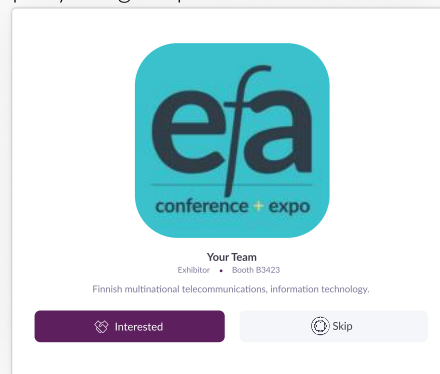 efa
conference + expo
Your Team
Exhibitor • Booth B3423
Finnish multinational telecommunications, information technology.
Interested
Skip